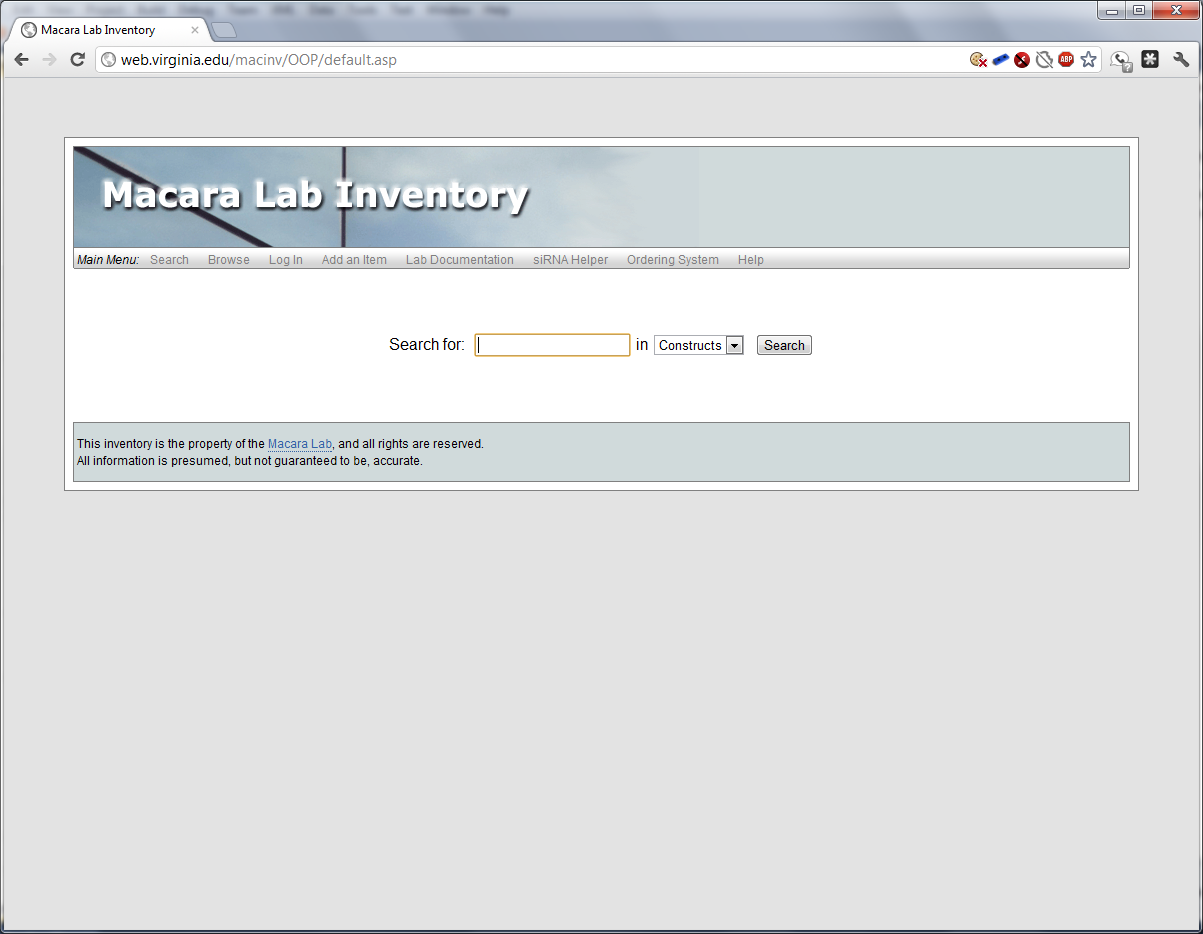 Macara Lab Inventory
web.virginia.edu/macinv/OOP/default.asp
ABP
Macara Lab Inventory
Main Menu: Search Browse Log In Add an Item Lab Documentation siRNA Helper Ordering System Help
Search for: in Constructs Search
This inventory is the property of the Macara Lab, and all rights are reserved.
All information is presumed, but not guaranteed to be, accurate.